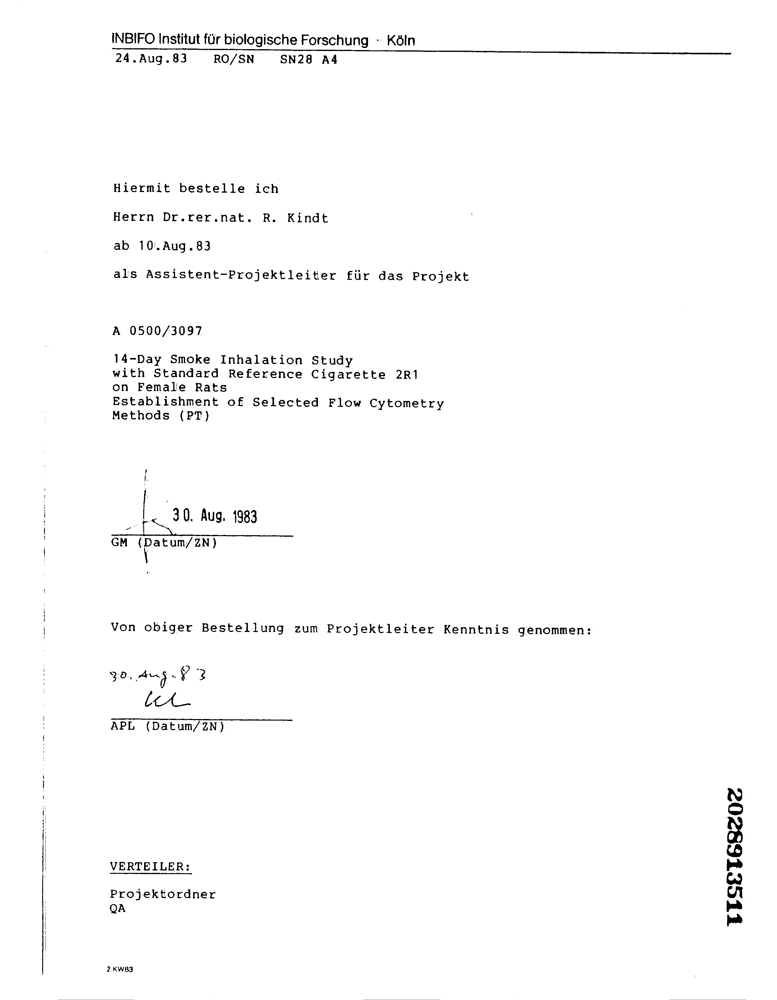 INBIFO Institut für biologische Forschung · Köln
24.Aug.83 RO/SN SN28 A4
Hiermit bestelle ich
Herrn Dr.rer.nat. R. Kindt
ab 10.Aug.83
als Assistent-Projektleiter für das Projekt
A 0500/3097
14-Day Smoke Inhalation Study
with Standard Reference Cigarette 2R1
on Female Rats
Establishment of Selected Flow Cytometry
Methods (PT)
30. Aug. 1983
GM (Datum/ZN)
Von obiger Bestellung zum Projektleiter Kenntnis genommen:
30. Aug. 83
APL (Datum/ZN)
VERTEILER:
Projektordner
QA
2028913511
2 KW83